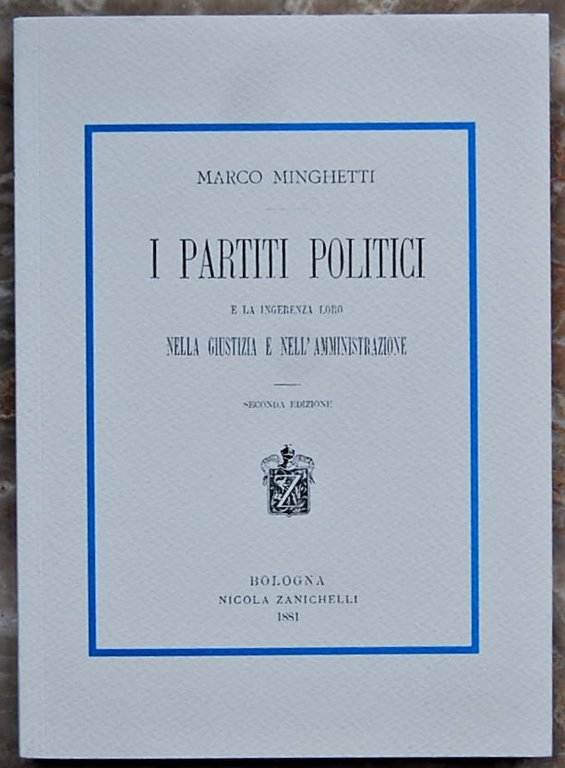 MARCO MINGHETTI
I PARTITI POLITICI
E LA INGERENZA LORO
NELLA GIUSTIZIA E NELL'AMMINISTRAZIONE
SECONDA EDIZIONE
Z
BOLOGNA
NICOLA ZANICHELLI
1881